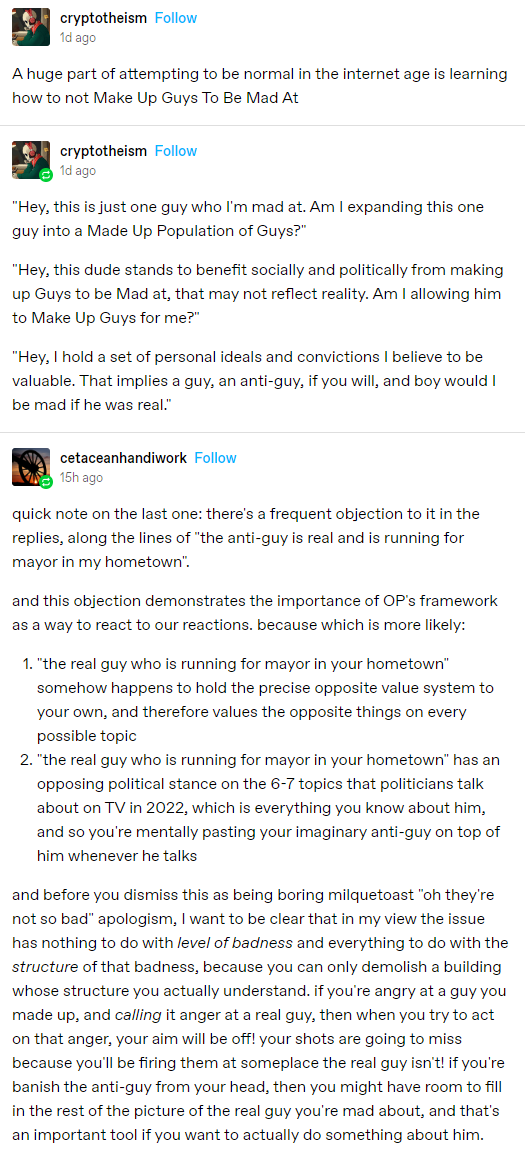 cryptotheism Follow
1d ago
A huge part of attempting to be normal in the internet age is learning
how to not Make Up Guys To Be Mad At
cryptotheism Follow
1d ago
"Hey, this is just one guy who I'm mad at. Am I expanding this one
guy into a Made Up Population of Guys?"
"Hey, this dude stands to benefit socially and politically from making
up Guys to be Mad at, that may not reflect reality. Am I allowing him
to Make Up Guys for me?"
"Hey, I hold a set of personal ideals and convictions I believe to be
valuable. That implies a guy, an anti-guy, if you will, and boy would I
be mad if he was real."
cetaceanhandiwork Follow
15h ago
quick note on the last one: there's a frequent objection to it in the
replies, along the lines of "the anti-guy is real and is running for
mayor in my hometown".
and this objection demonstrates the importance of OP's framework
as a way to react to our reactions. because which is more likely:
1. "the real guy who is running for mayor in your hometown"
somehow happens to hold the precise opposite value system to
your own, and therefore values the opposite things on every
possible topic
2. "the real guy who is running for mayor in your hometown" has an
opposing political stance on the 6-7 topics that politicians talk
about on TV in 2022, which is everything you know about him,
and so you're mentally pasting your imaginary anti-guy on top of
him whenever he talks
and before you dismiss this as being boring milquetoast "oh they're
not so bad" apologism, I want to be clear that in my view the issue
has nothing to do with level of badness and everything to do with the
structure of that badness, because you can only demolish a building
whose structure you actually understand. if you're angry at a guy you
made up, and calling it anger at a real guy, then when you try to act
on that anger, your aim will be off! your shots are going to miss
because you'll be firing them at someplace the real guy isn't! if you're
banish the anti-guy from your head, then you might have room to fill
in the rest of the picture of the real guy you're mad about, and that's
an important tool if you want to actually do something about him.